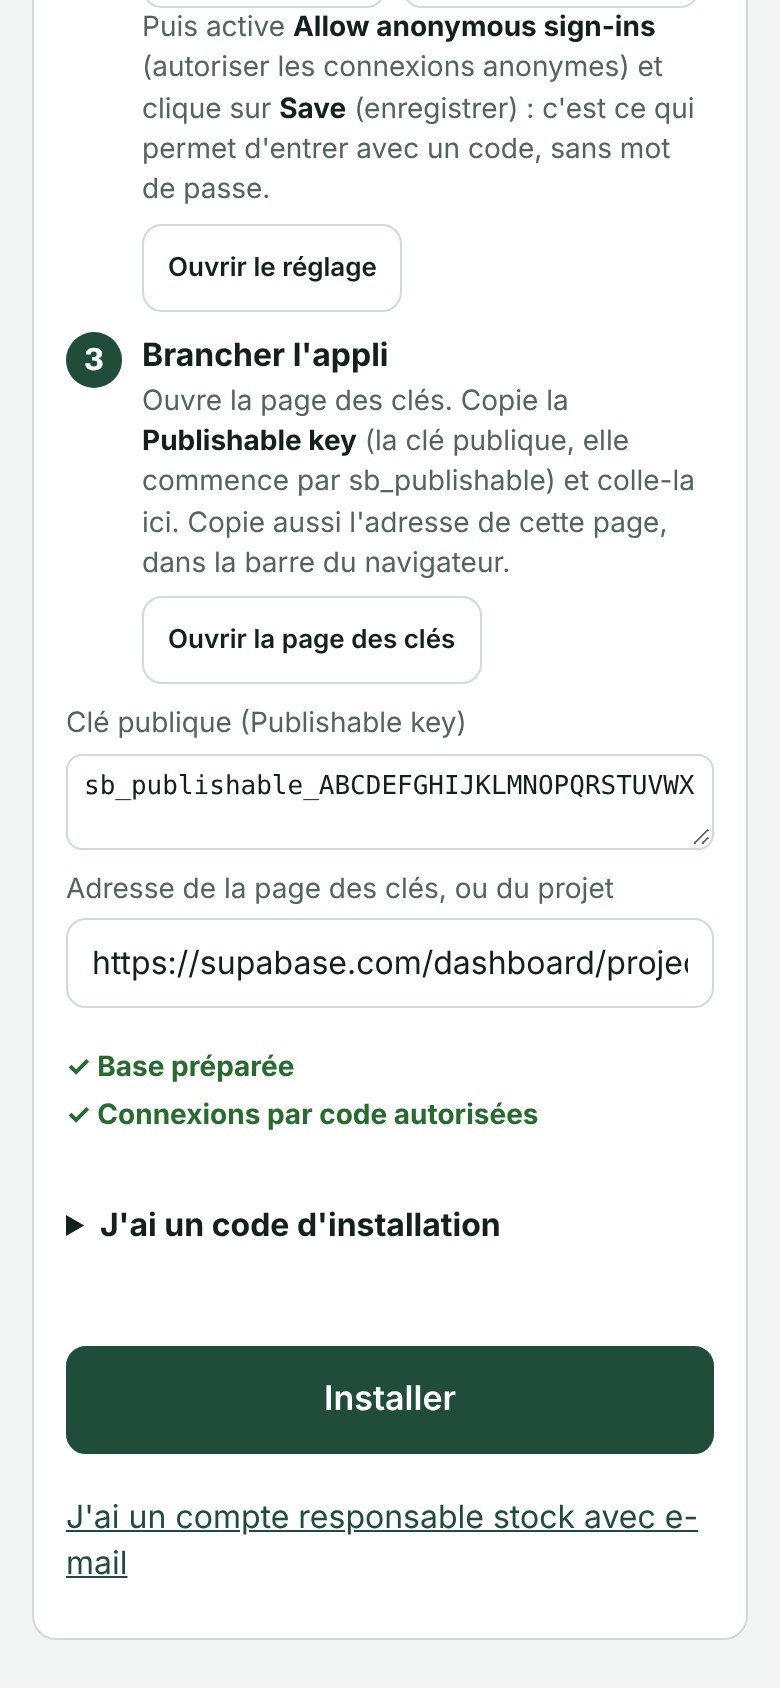 Puis active Allow anonymous sign-ins
(autoriser les connexions anonymes) et
clique sur Save (enregistrer) : c'est ce qui
permet d'entrer avec un code, sans mot
de passe.
Ouvrir le réglage
3 Brancher l'appli
Ouvre la page des clés. Copie la
Publishable key (la clé publique, elle
commence par sb_publishable) et colle-la
ici. Copie aussi l'adresse de cette page,
dans la barre du navigateur.
Ouvrir la page des clés
Clé publique (Publishable key)
sb_publishable_ABCDEFGHIJKLMNOPQRSTUVWX
Adresse de la page des clés, ou du projet
https://supabase.com/dashboard/projec
✓ Base préparée
✓ Connexions par code autorisées
▶ J'ai un code d'installation
Installer
J'ai un compte responsable stock avec e-
mail